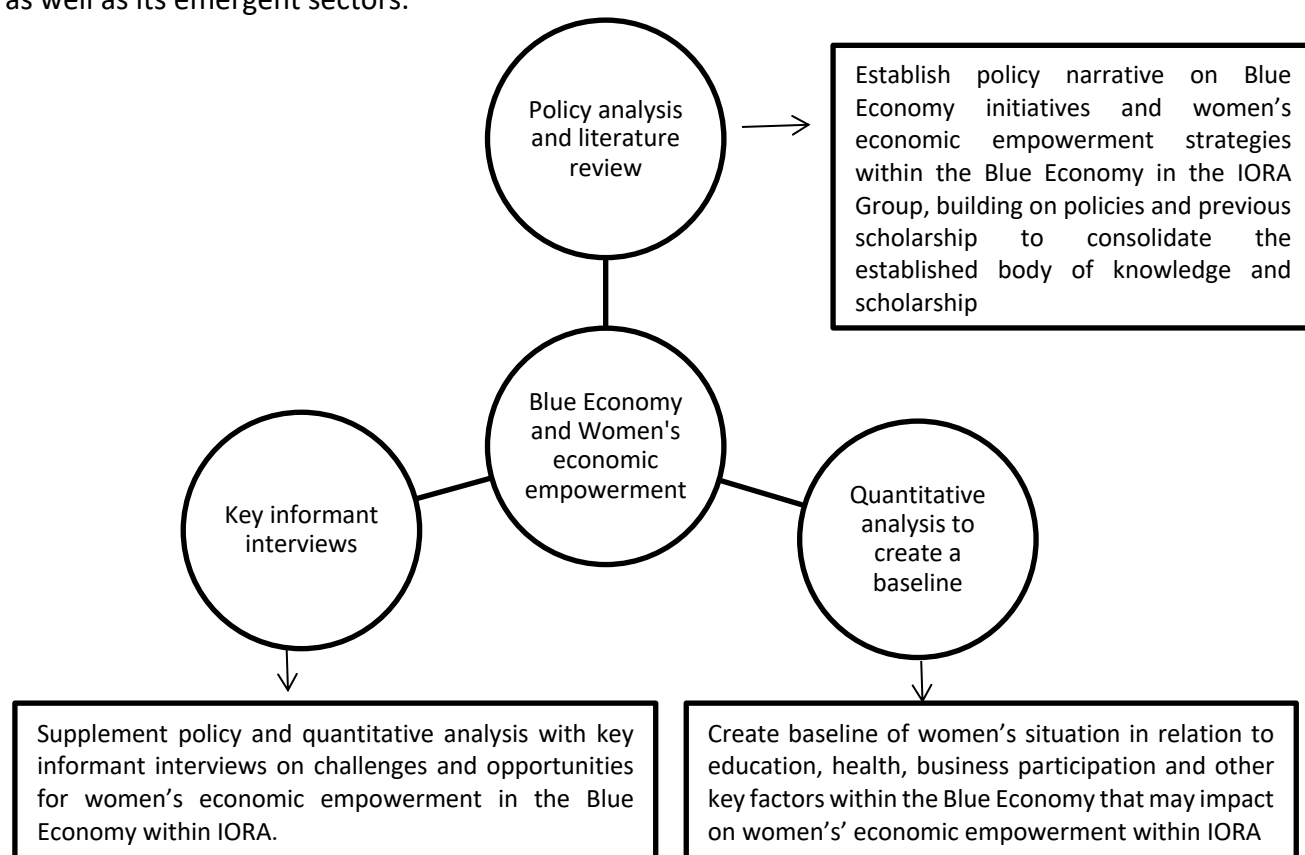 as well as its emergent sectors.
Policy analysis
and literature
review
Establish policy narrative on Blue
Economy initiatives and women’s
economic empowerment strategies
within the Blue Economy in the IORA
Group, building on policies and previous
scholarship to consolidate the
established body of knowledge and
scholarship
Blue Economy
and Women's
economic
empowerment
Key informant
interviews
Quantitative
analysis to
create a
baseline
Supplement policy and quantitative analysis with key
informant interviews on challenges and opportunities
for women’s economic empowerment in the Blue
Economy within IORA.
Create baseline of women’s situation in relation to
education, health, business participation and other
key factors within the Blue Economy that may impact
on women’s’ economic empowerment within IORA